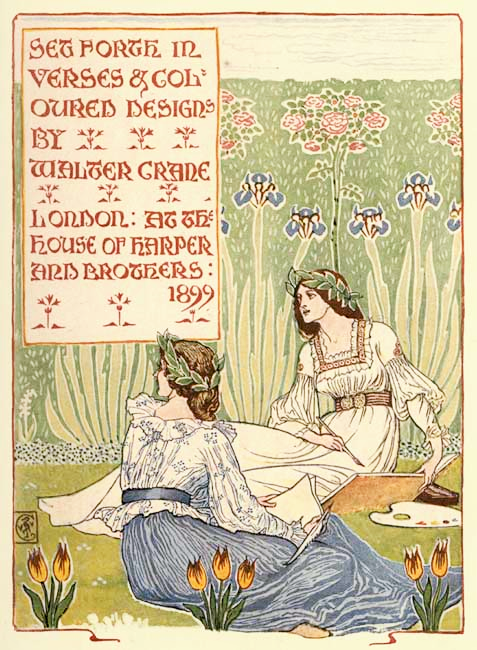 SET FORTH IN
VERSES & COL-
OURED DESIGNS
BY
WALTER CRANE
LONDON: AT THE
HOUSE OF HARPER
AND BROTHERS:
1899